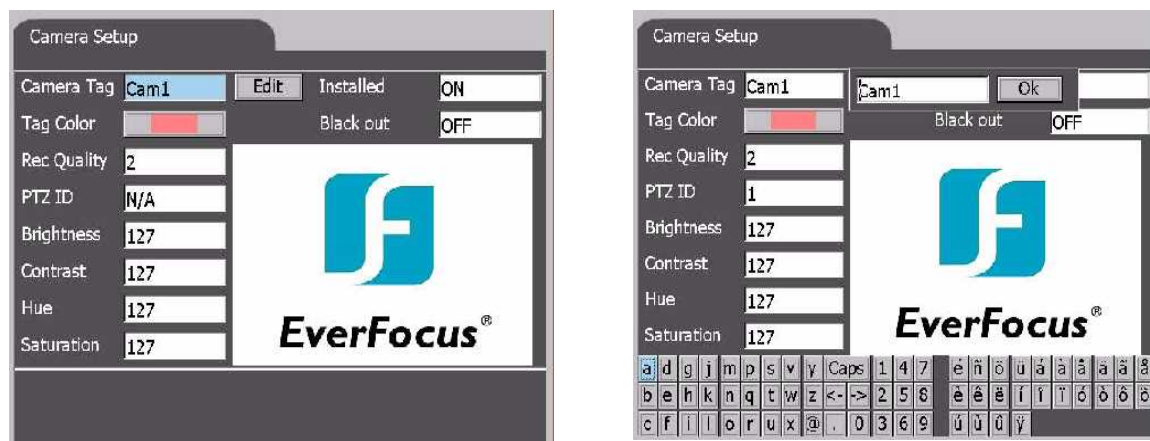 Camera Setup
Camera Tag Cam1 Edit Installed ON
Tag Color Black out OFF
Rec Quality 2
PTZ ID N/A
Brightness 127
Contrast 127
Hue 127
Saturation 127
EverFocus®
Camera Setup
Camera Tag Cam1 Cam1 Ok
Tag Color Black out OFF
Rec Quality 2
PTZ ID 1
Brightness 127
Contrast 127
Hue 127
Saturation 127
EverFocus®
a d g j m p s v y Caps 1 4 7 é ñ ö ü á à å ä ã
b e h k n q t w z <- -> 2 5 8 è ê ë í î ï ó ò ô
c f i l o r u x @ . 0 3 6 9 ú ù û ÿ